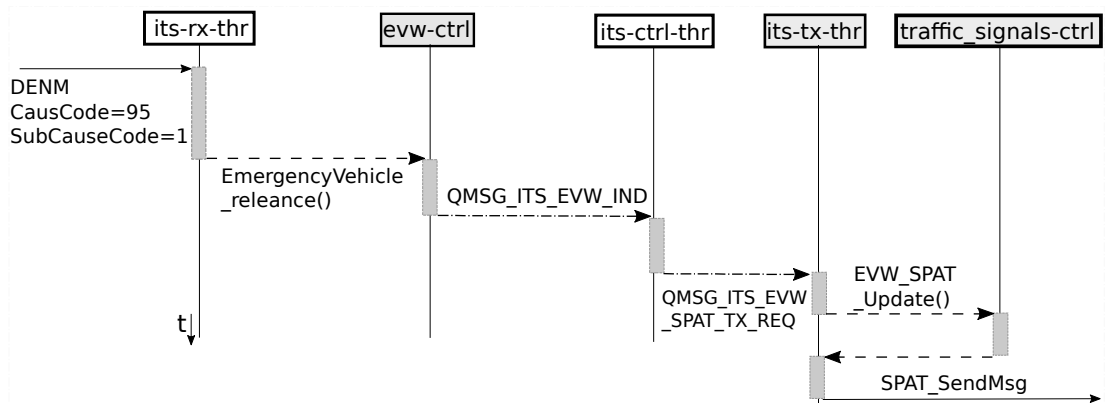 its-rx-thr
evw-ctrl
its-ctrl-thr
its-tx-thr
traffic_signals-ctrl
DENM
CausCode=95
SubCauseCode=1
EmergencyVehicle
_releance()
QMSG_ITS_EVW_IND
QMSG_ITS_EVW
_SPAT_TX_REQ
EVW_SPAT
_Update()
t
SPAT_SendMsg